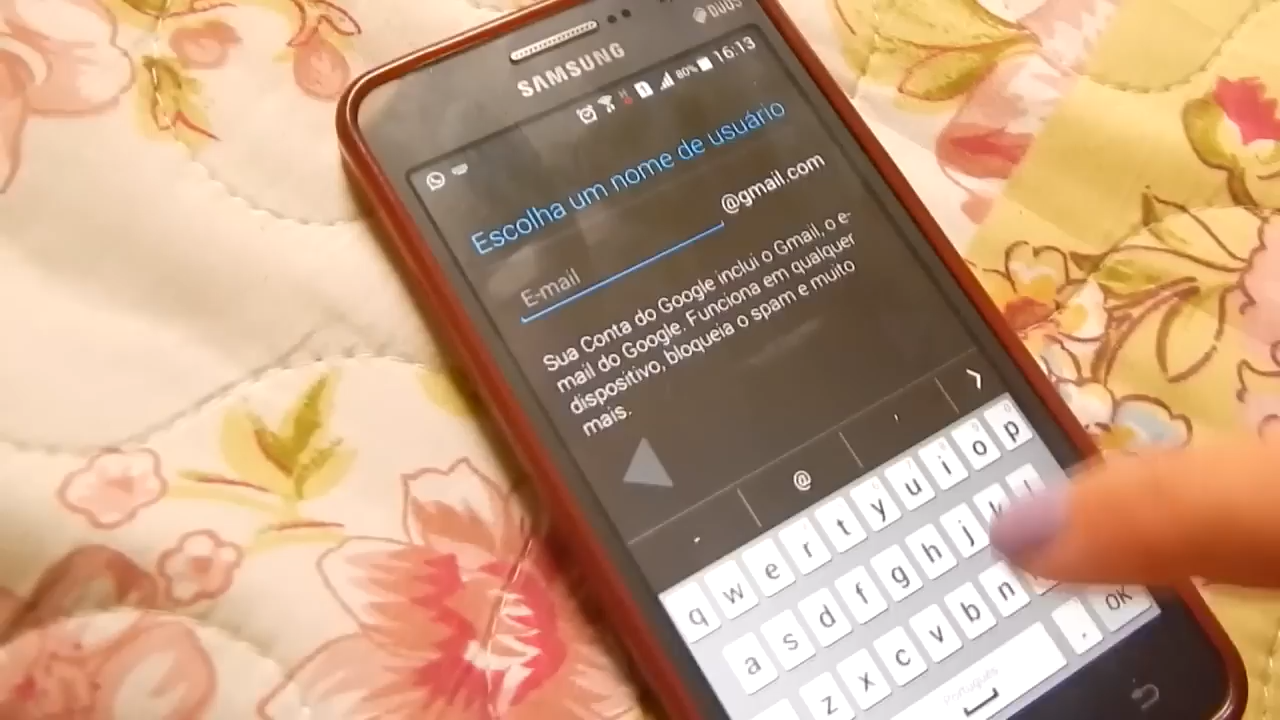 DUOS
SAMSUNG
80% 16:13
Escolha um nome de usuário
E-mail @gmail.com
Sua Conta do Google inclui o Gmail, o e-
mail do Google. Funciona em qualquer
dispositivo, bloqueia o spam e muito
mais.
- @ '
q w e r t y u i o p
a s d f g h j k l
z x c v b n
Português . OK